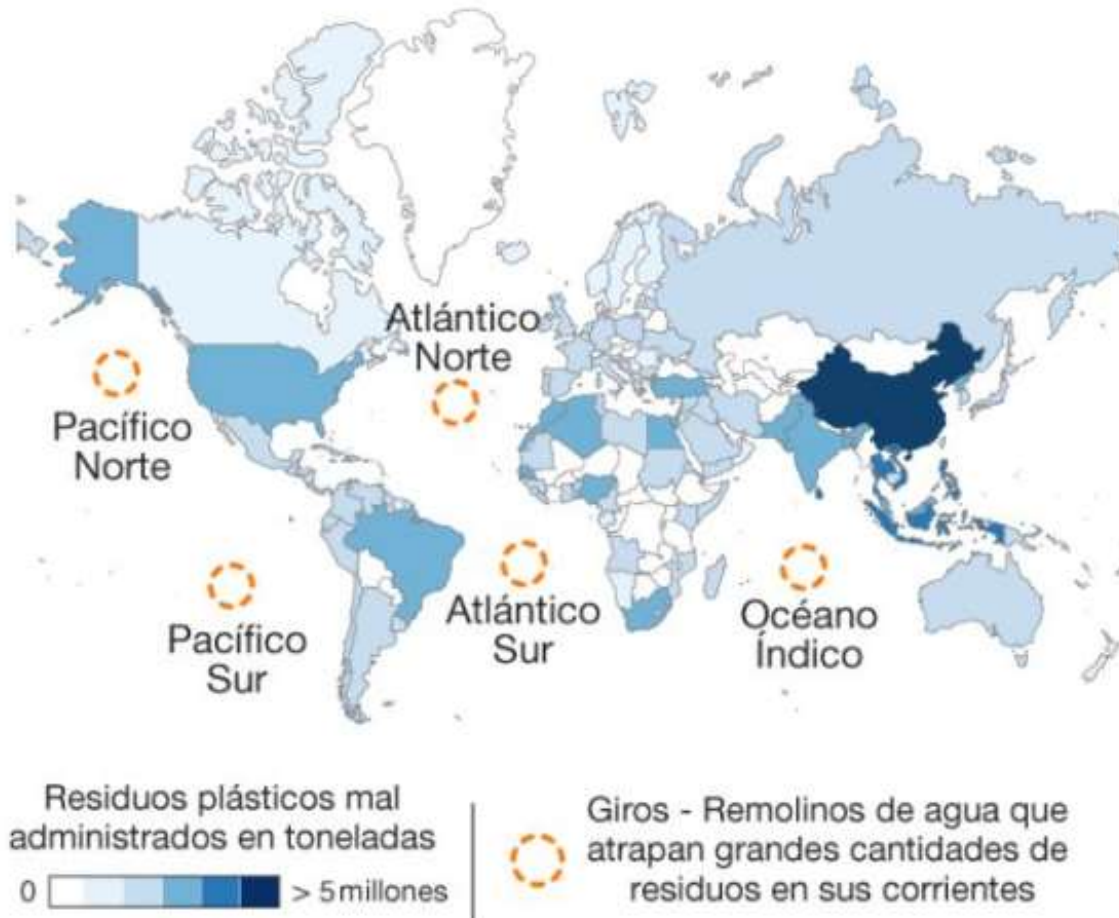 Atlántico
Norte
Pacífico
Norte
Pacífico
Sur
Atlántico
Sur
Océano
Índico
Residuos plásticos mal
administrados en toneladas
0 > 5 millones
Giros - Remolinos de agua que
atrapan grandes cantidades de
residuos en sus corrientes